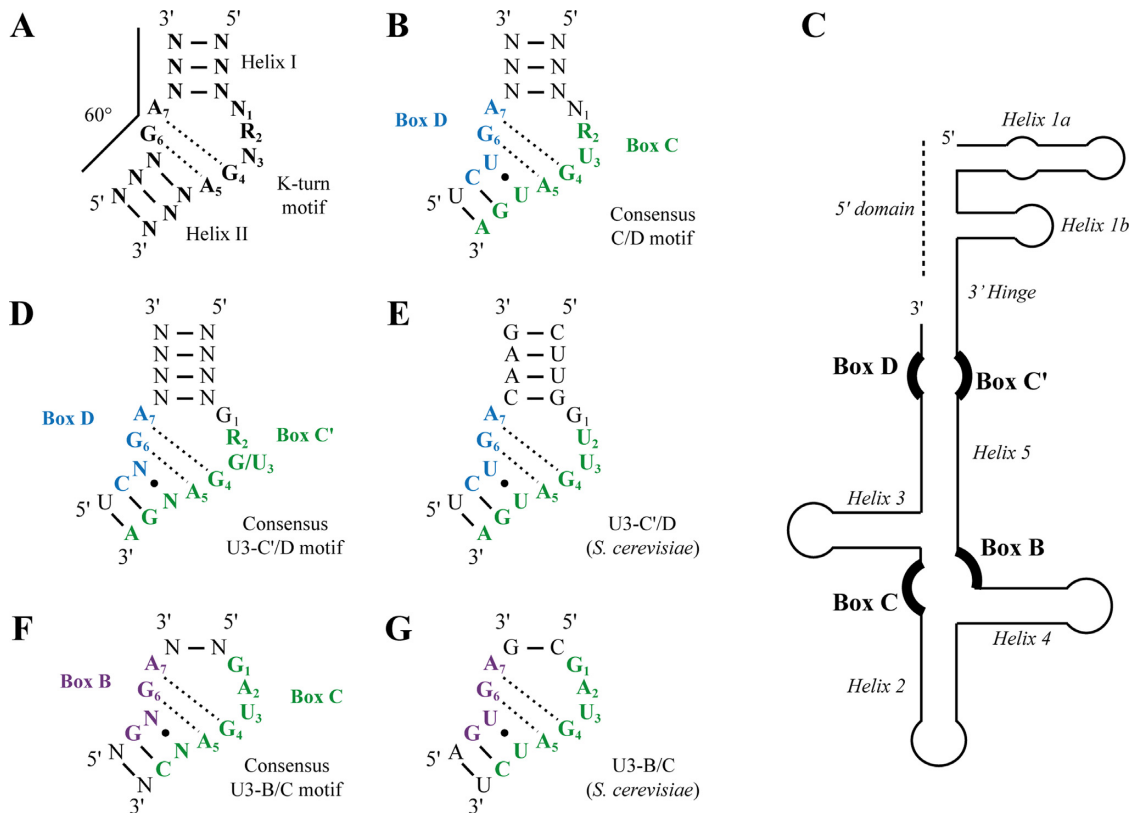 A
3' 5'
N – N
N – N
N – N
Helix I
60°
A7 N1
G6 R2
N N3
N G4
N N A5
5' N N
N
3'
K-turn
motif
Helix II
B
3' 5'
N – N
N – N
N – N
N1
Box D
A7 R2
G6 U3
Box C
U G4
C U A5
5' U G
A
3'
Consensus
C/D motif
C
5'
Helix 1a
5' domain
Helix 1b
3' Hinge
3'
Box D
Box C'
Helix 5
Helix 3
Box B
Box C
Helix 4
Helix 2
D
3' 5'
N – N
N – N
N – N
N – N
G1
Box D
A7 R2
Box C'
G6 G/U3
N G4
C N A5
5' U G
A
3'
Consensus
U3-C'/D motif
E
3' 5'
G – C
A – U
A – U
C – G
G1
A7 U2
G6 U3
U G4
C U A5
5' U G
A
3'
U3-C'/D
(S. cerevisiae)
F
3' 5'
N – N
A7 G1
Box B
G6 A2
Box C
U3
N G4
G N A5
5' N C
N
3'
Consensus
U3-B/C motif
G
3' 5'
G – C
A7 G1
G6 A2
U3
U G4
G U A5
5' A C
U
3'
U3-B/C
(S. cerevisiae)